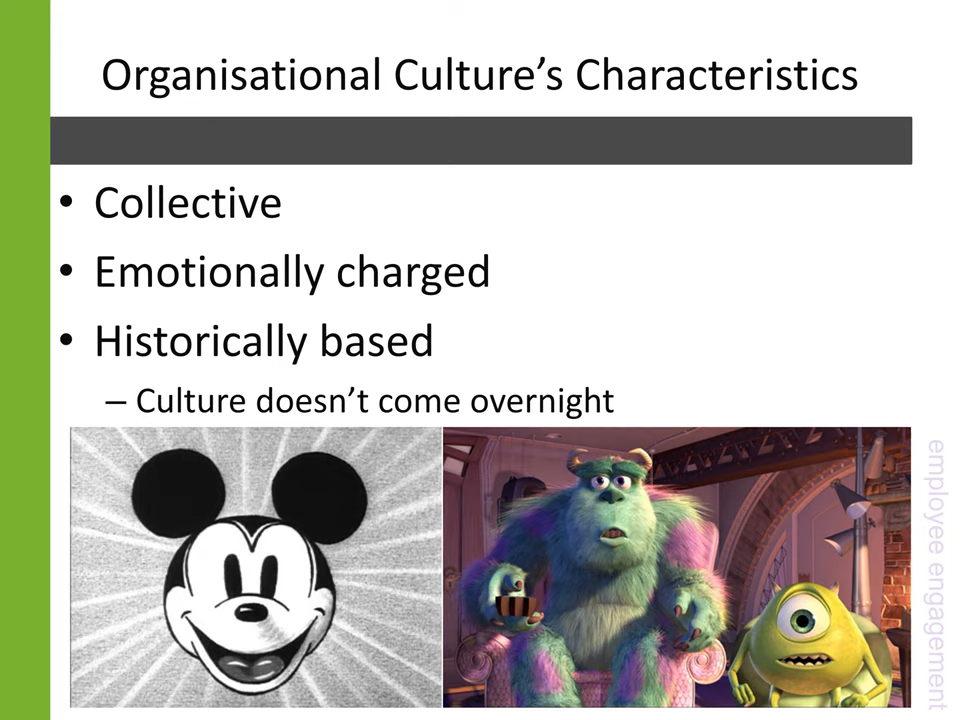 Organisational Culture’s Characteristics
• Collective
• Emotionally charged
• Historically based
– Culture doesn’t come overnight
employee engagement